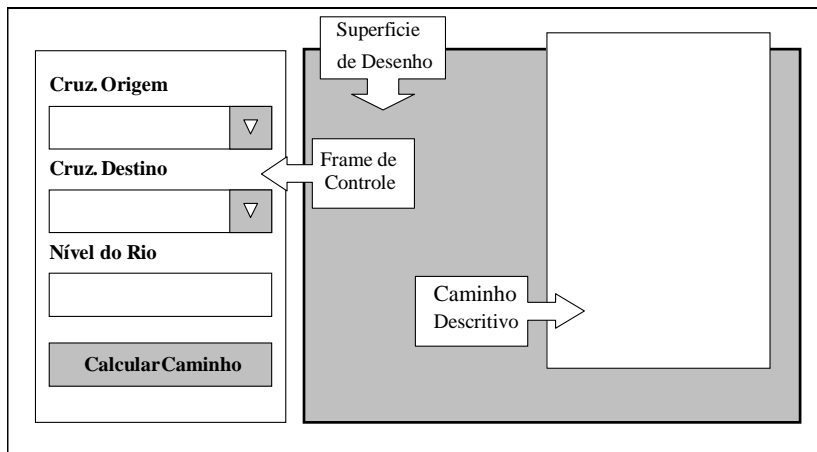 Cruz. Origem
Cruz. Destino
Nível do Rio
Calcular Caminho
Superficie
de Desenho
Frame de
Controle
Caminho
Descritivo